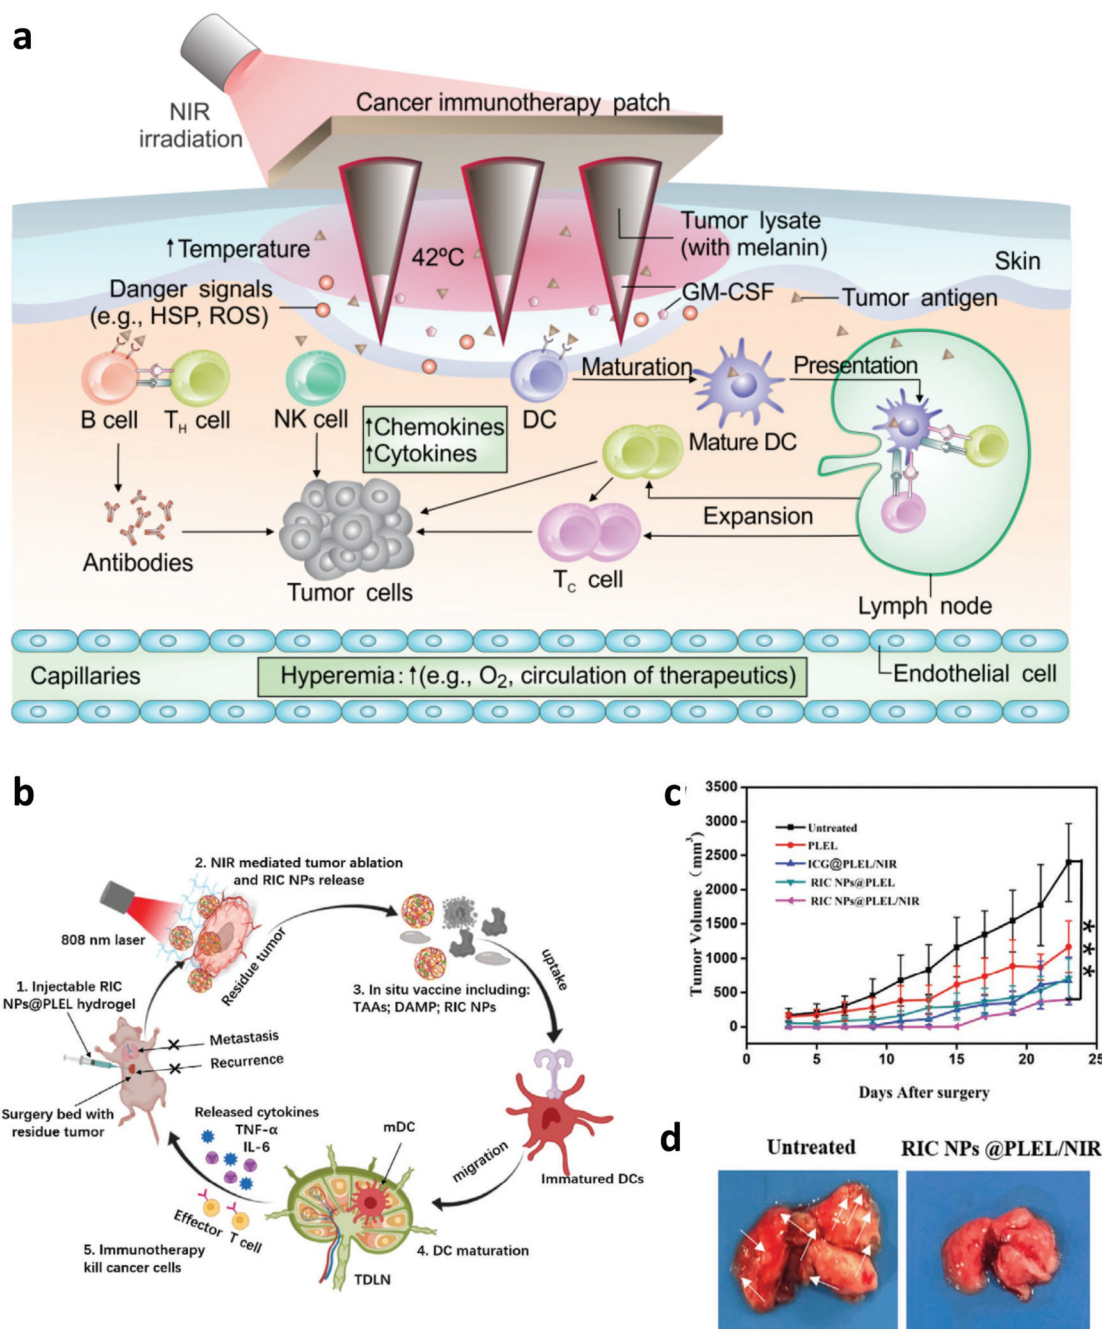 a
NIR
irradiation
Cancer immunotherapy patch
↑Temperature
42ºC
Tumor lysate
(with melanin)
Skin
Danger signals
(e.g., HSP, ROS)
GM-CSF
Tumor antigen
Maturation
Presentation
B cell
T_H cell
NK cell
↑Chemokines
↑Cytokines
DC
Mature DC
Expansion
Antibodies
Tumor cells
T_C cell
Lymph node
Capillaries
Hyperemia: ↑(e.g., O₂, circulation of therapeutics)
Endothelial cell
b
2. NIR mediated tumor ablation
and RIC NPs release
808 nm laser
Residue tumor
1. Injectable RIC
NPs@PLEL hydrogel
3. In situ vaccine including:
TAAs; DAMP; RIC NPs
uptake
Metastasis
Recurrence
Surgery bed with
residue tumor
Released cytokines
TNF-α
IL-6
mDC
migration
Immatured DCs
Effector T cell
4. DC maturation
5. Immunotherapy
kill cancer cells
TDLN
c
Tumor Volume (mm³)
3500
3000
2500
2000
1500
1000
500
0
Untreated
PLEL
ICG@PLEL/NIR
RIC NPs@PLEL
RIC NPs@PLEL/NIR
***
0 5 10 15 20 25
Days After surgery
d
Untreated
RIC NPs @PLEL/NIR